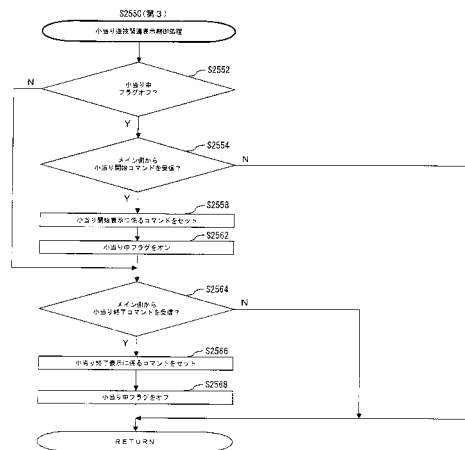 S2550(第3)
小当り遊技関連表示制御処理
S2552
小当り中
フラグオフ?
N
Y
S2554
メイン側から
小当り開始コマンドを受信?
N
Y
S2558
小当り開始表示に係るコマンドをセット
S2562
小当り中フラグをオン
S2564
メイン側から
小当り終了コマンドを受信?
N
Y
S2566
小当り終了表示に係るコマンドをセット
S2568
小当り中フラグをオフ
RETURN